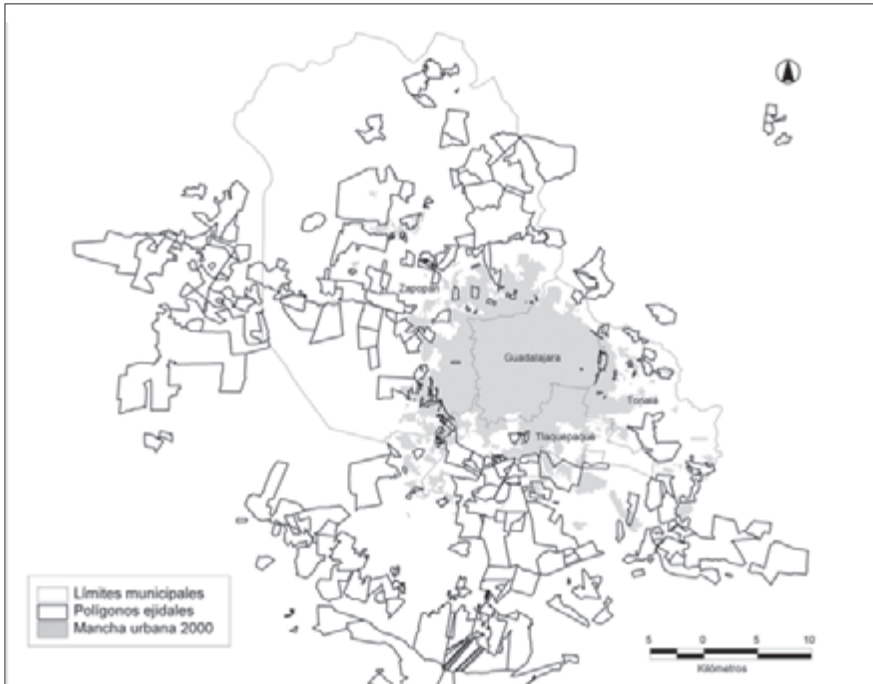 Zapopan
Guadalajara
Tonalá
Tlaquepaque
Límites municipales
Polígonos ejidales
Mancha urbana 2000
5 0 5 10
Kilómetros